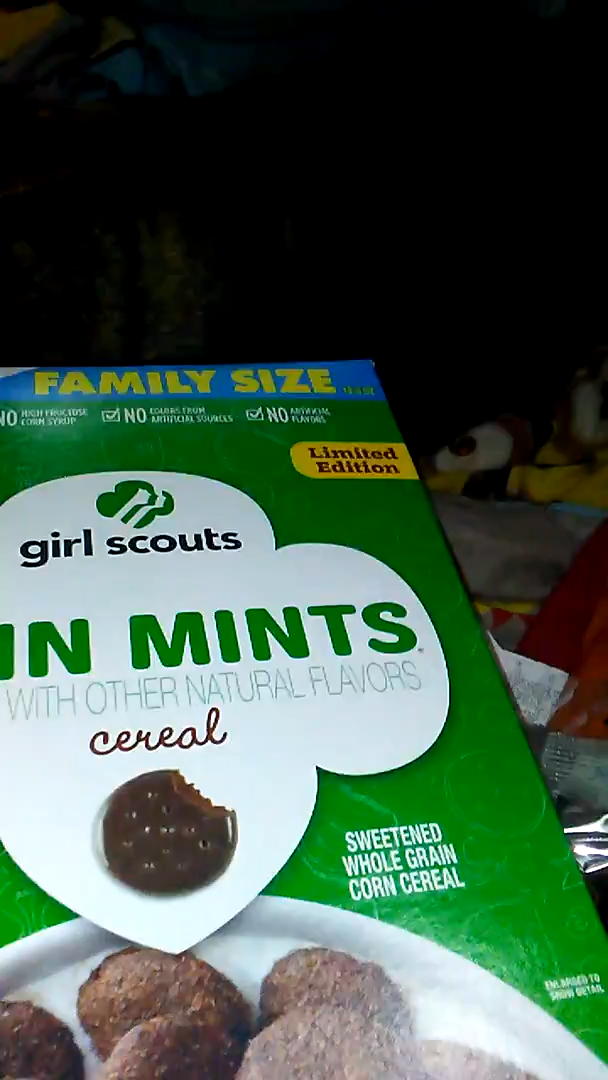 FAMILY SIZE
NO HIGH FRUCTOSE CORN SYRUP
NO COLORS FROM ARTIFICIAL SOURCES
NO ARTIFICIAL FLAVORS
Limited
Edition
girl scouts
IN MINTS
WITH OTHER NATURAL FLAVORS
cereal
SWEETENED
WHOLE GRAIN
CORN CEREAL
ENLARGED TO
SHOW DETAIL